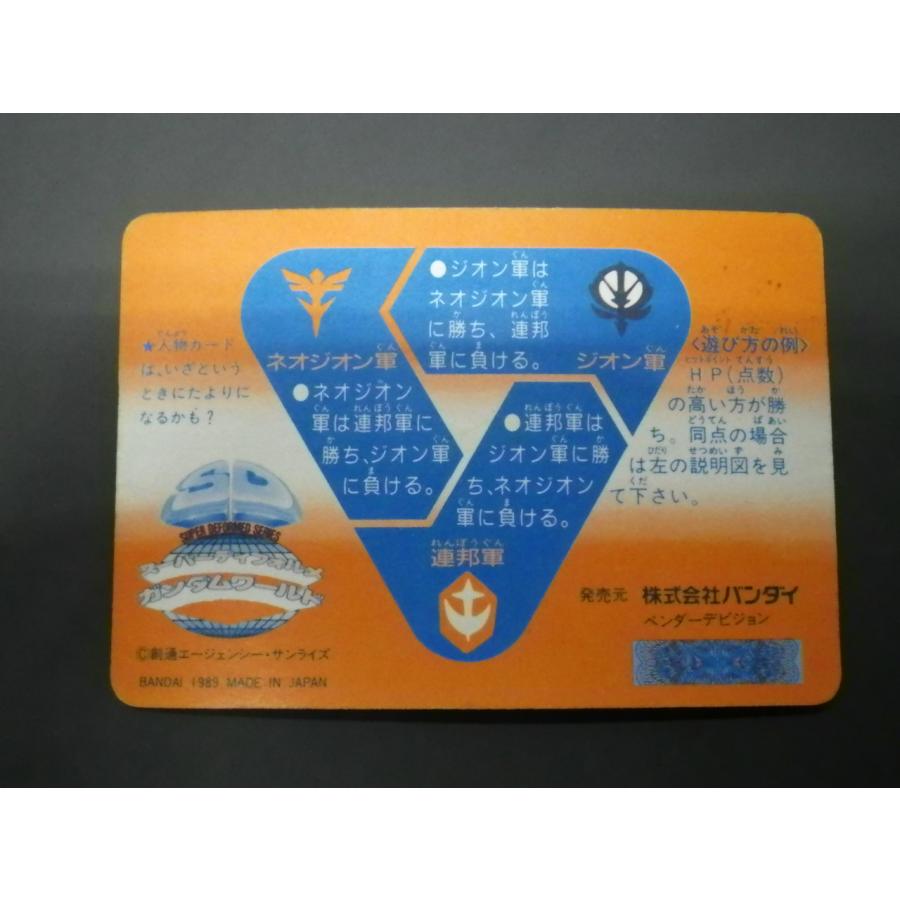 ●ジオン軍は
ネオジオン軍
に勝ち、連邦
軍に負ける。
ネオジオン軍
ジオン軍
●ネオジオン
軍は連邦軍に
勝ち、ジオン軍
に負ける。
●連邦軍は
ジオン軍に勝
ち、ネオジオン
軍に負ける。
連邦軍
★人物カード
は、いざという
ときにたよりに
なるかも?
〈遊び方の例〉
HP(点数)
の高い方が勝
ち。同点の場合
は左の説明図を見
て下さい。
SD
SUPER DEFORMED SERIES
スーパーディフォルメ
ガンダムワールド
©創通エージェンシー・サンライズ
BANDAI 1989 MADE IN JAPAN
発売元 株式会社バンダイ
ベンダーデビジョン